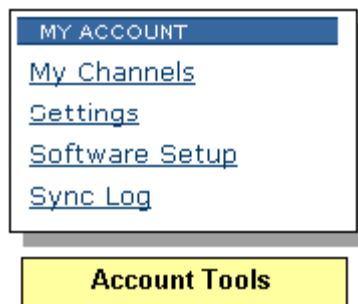 MY ACCOUNT
My Channels
Settings
Software Setup
Sync Log
Account Tools